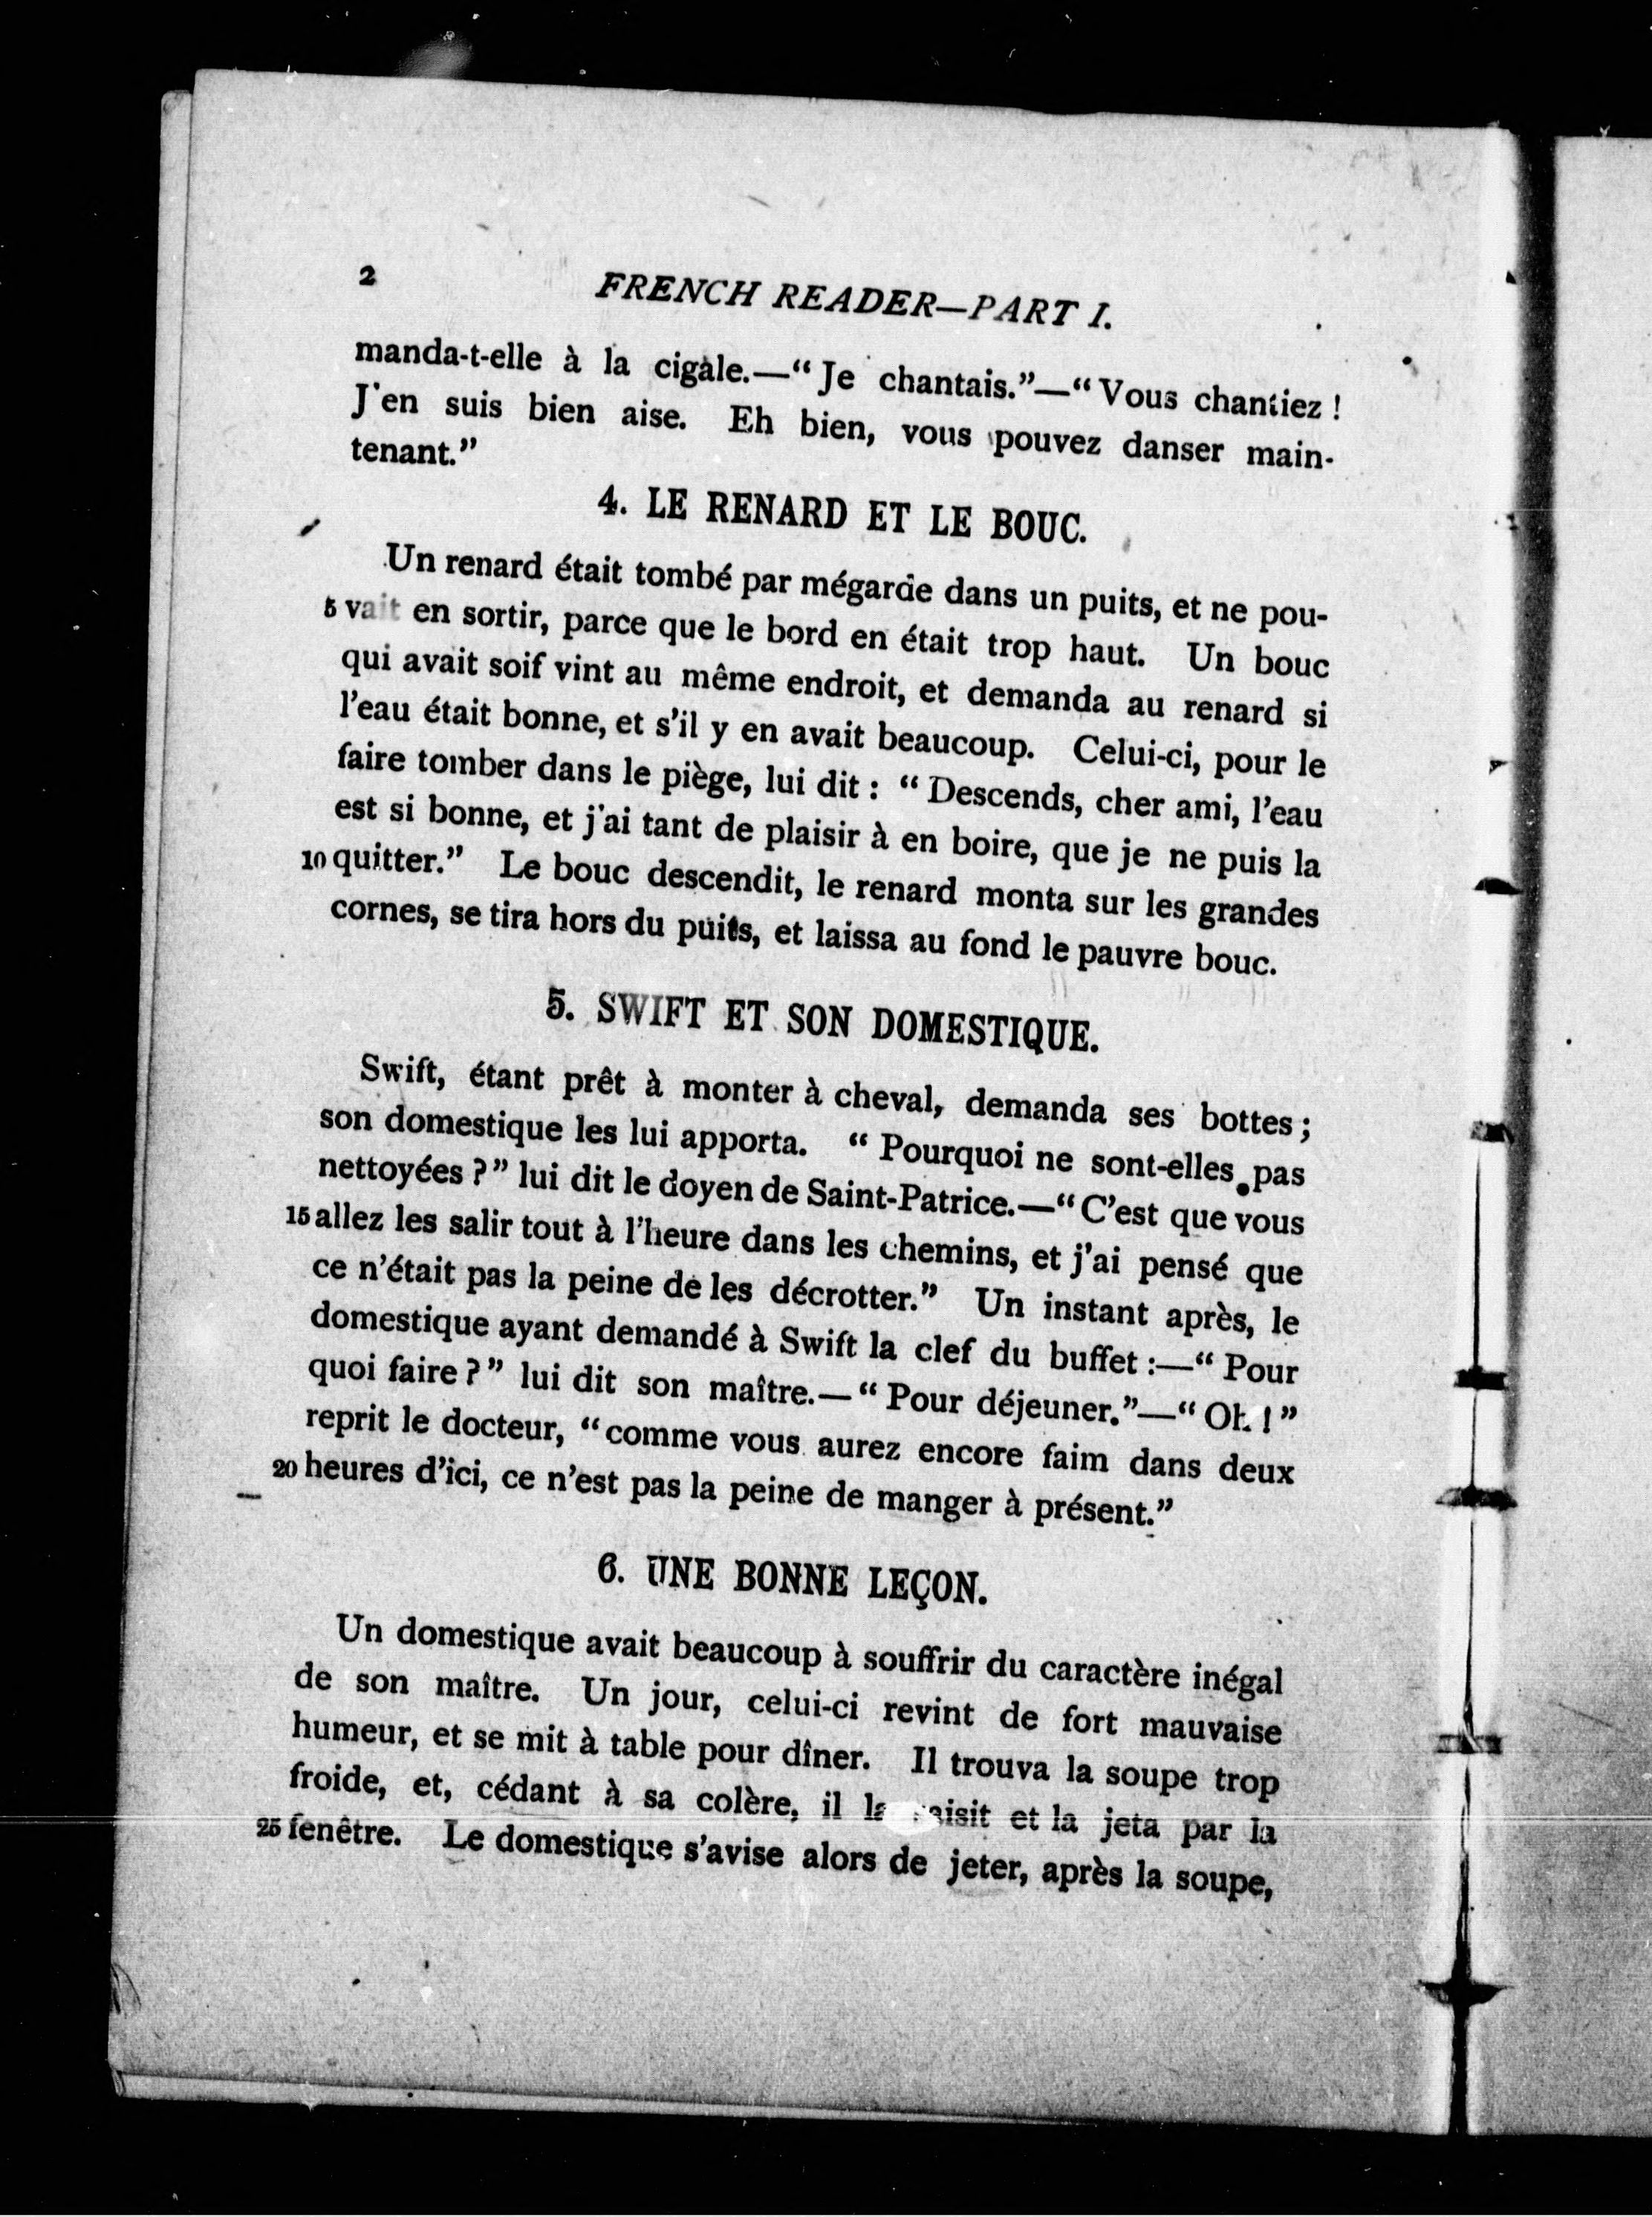 2
FRENCH READER—PART I.
manda-t-elle à la cigale.—“Je chantais.”—“Vous chantiez !
J'en suis bien aise. Eh bien, vous pouvez danser main-
tenant.”
4. LE RENARD ET LE BOUC.
Un renard était tombé par mégarde dans un puits, et ne pou-
5 vait en sortir, parce que le bord en était trop haut. Un bouc
qui avait soif vint au même endroit, et demanda au renard si
l'eau était bonne, et s'il y en avait beaucoup. Celui-ci, pour le
faire tomber dans le piège, lui dit : “Descends, cher ami, l'eau
est si bonne, et j'ai tant de plaisir à en boire, que je ne puis la
10 quitter.” Le bouc descendit, le renard monta sur les grandes
cornes, se tira hors du puits, et laissa au fond le pauvre bouc.
5. SWIFT ET SON DOMESTIQUE.
Swift, étant prêt à monter à cheval, demanda ses bottes ;
son domestique les lui apporta. “Pourquoi ne sont-elles pas
nettoyées ?” lui dit le doyen de Saint-Patrice.—“C'est que vous
15 allez les salir tout à l'heure dans les chemins, et j'ai pensé que
ce n'était pas la peine de les décrotter.” Un instant après, le
domestique ayant demandé à Swift la clef du buffet :—“Pour
quoi faire ?” lui dit son maître.—“Pour déjeuner.”—“Oh !”
reprit le docteur, “comme vous aurez encore faim dans deux
20 heures d'ici, ce n'est pas la peine de manger à présent.”
6. UNE BONNE LEÇON.
Un domestique avait beaucoup à souffrir du caractère inégal
de son maître. Un jour, celui-ci revint de fort mauvaise
humeur, et se mit à table pour dîner. Il trouva la soupe trop
froide, et, cédant à sa colère, il la saisit et la jeta par la
25 fenêtre. Le domestique s'avise alors de jeter, après la soupe,